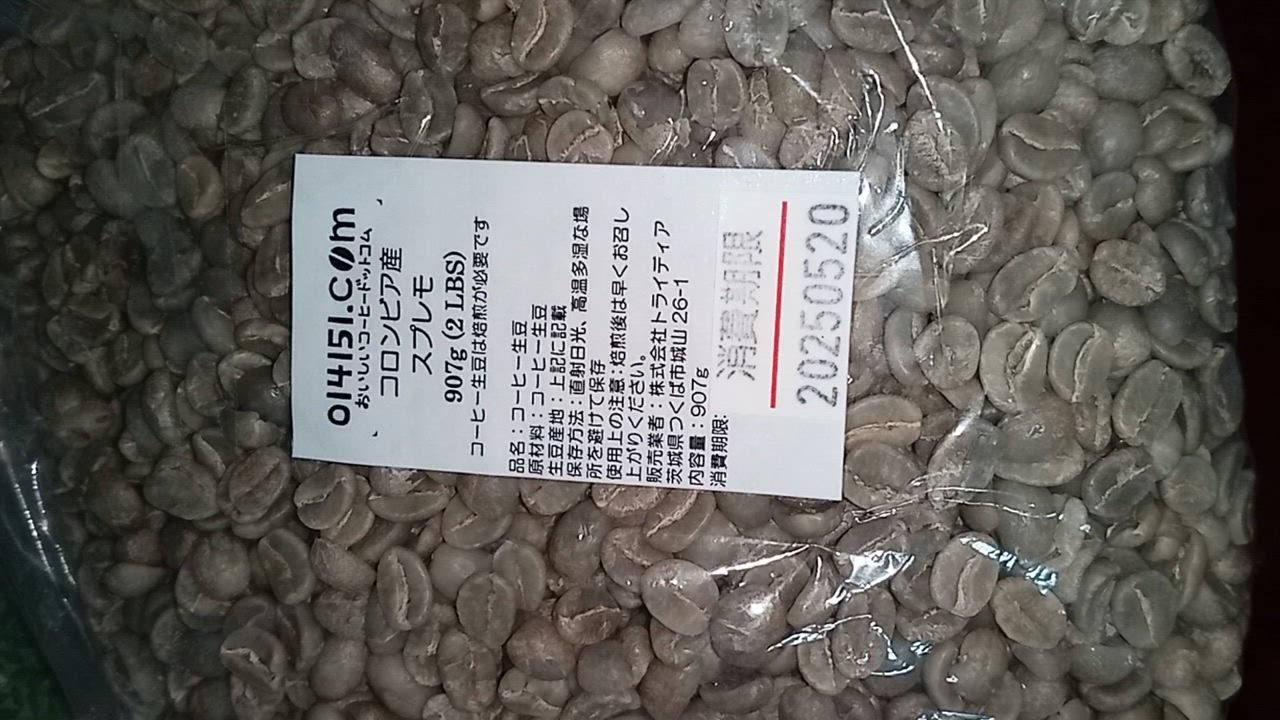 oi4i5i.com
おいしいコーヒードットコム
コロンビア産
スプレモ
907g (2 LBS)
コーヒー生豆は焙煎が必要です
品名：コーヒー生豆
原材料：コーヒー生豆
生豆産地：上記に記載
保存方法：直射日光、高温多湿な場
所を避けて保存
使用上の注意：焙煎後は早くお召し
上がりください。
販売業者：株式会社トライティア
茨城県つくば市城山 26-1
内容量：907g
消費期限:
消費期限
20250520